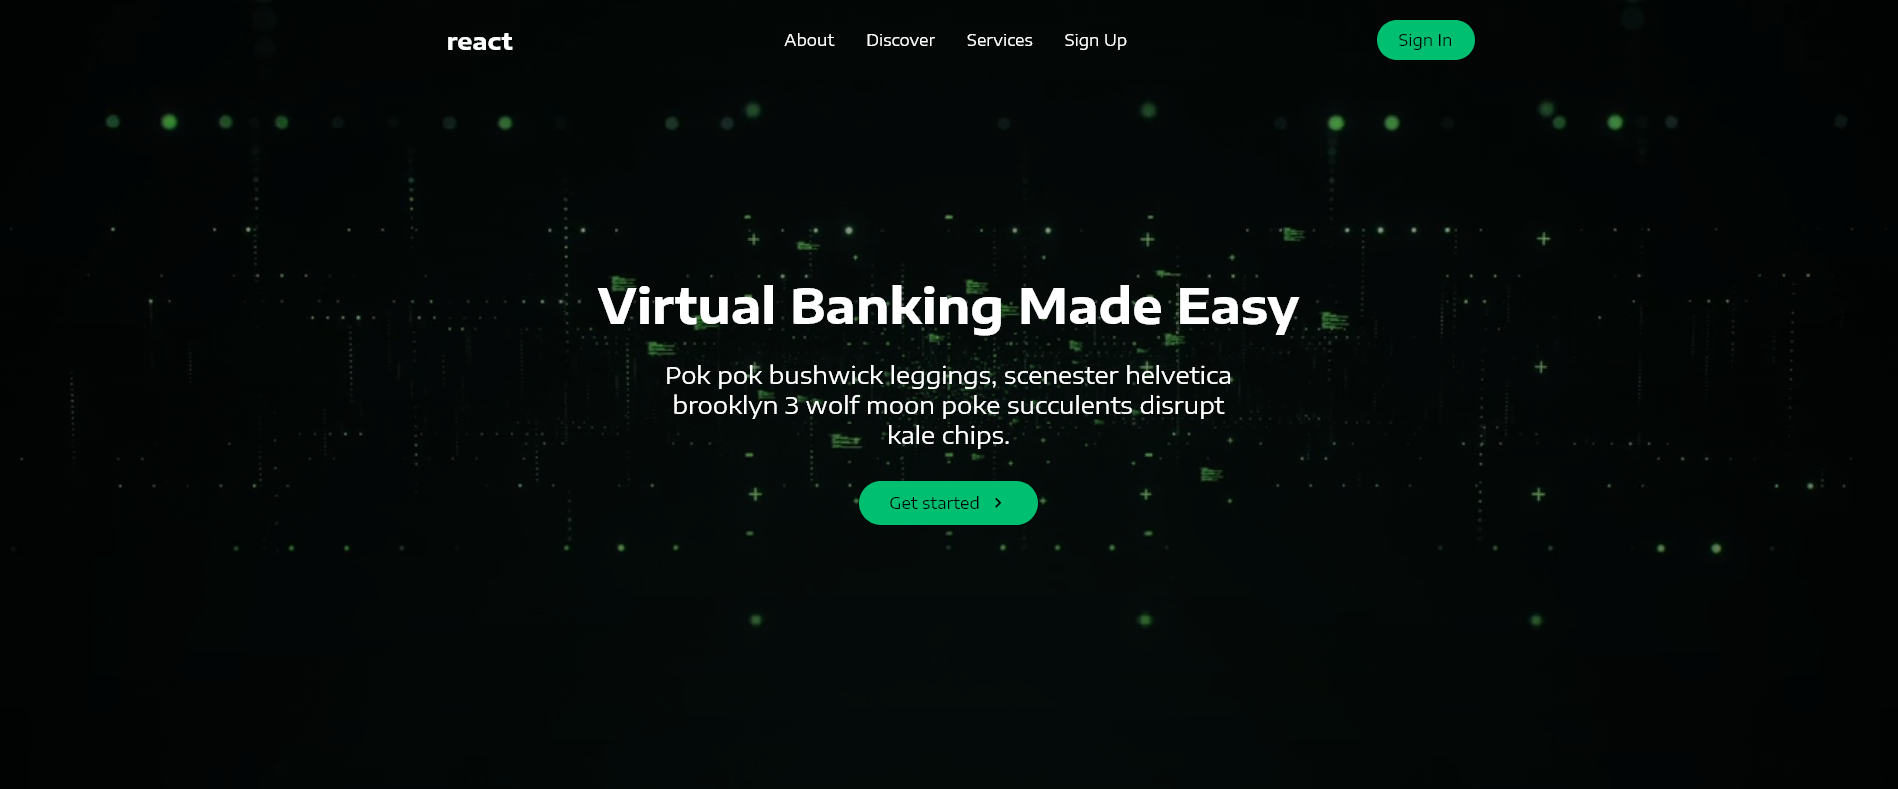 react
About
Discover
Services
Sign Up
Sign In
Virtual Banking Made Easy
Pok pok bushwick leggings, scenester helvetica
brooklyn 3 wolf moon poke succulents disrupt
kale chips.
Get started